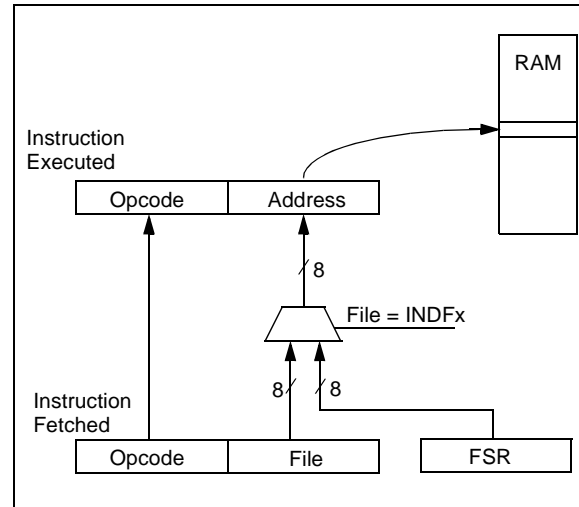 RAM
Instruction
Executed
Opcode Address
8
File = INDFx
8 8
Instruction
Fetched
Opcode File FSR